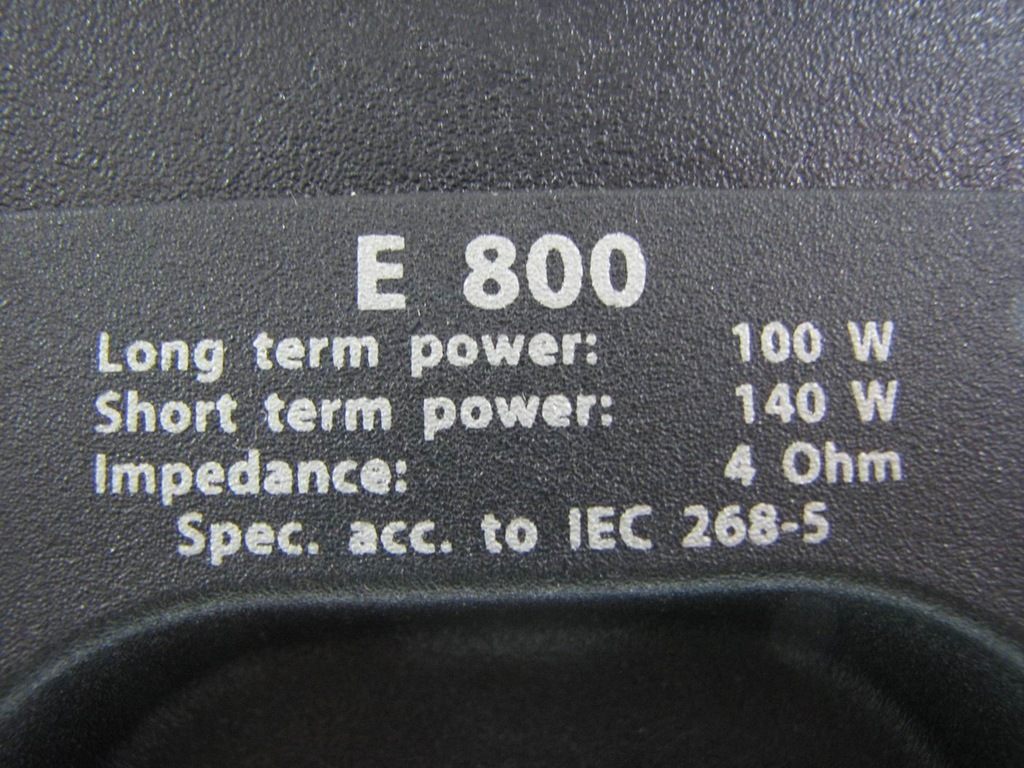 E 800
Long term power: 100 W
Short term power: 140 W
Impedance: 4 Ohm
Spec. acc. to IEC 268-5